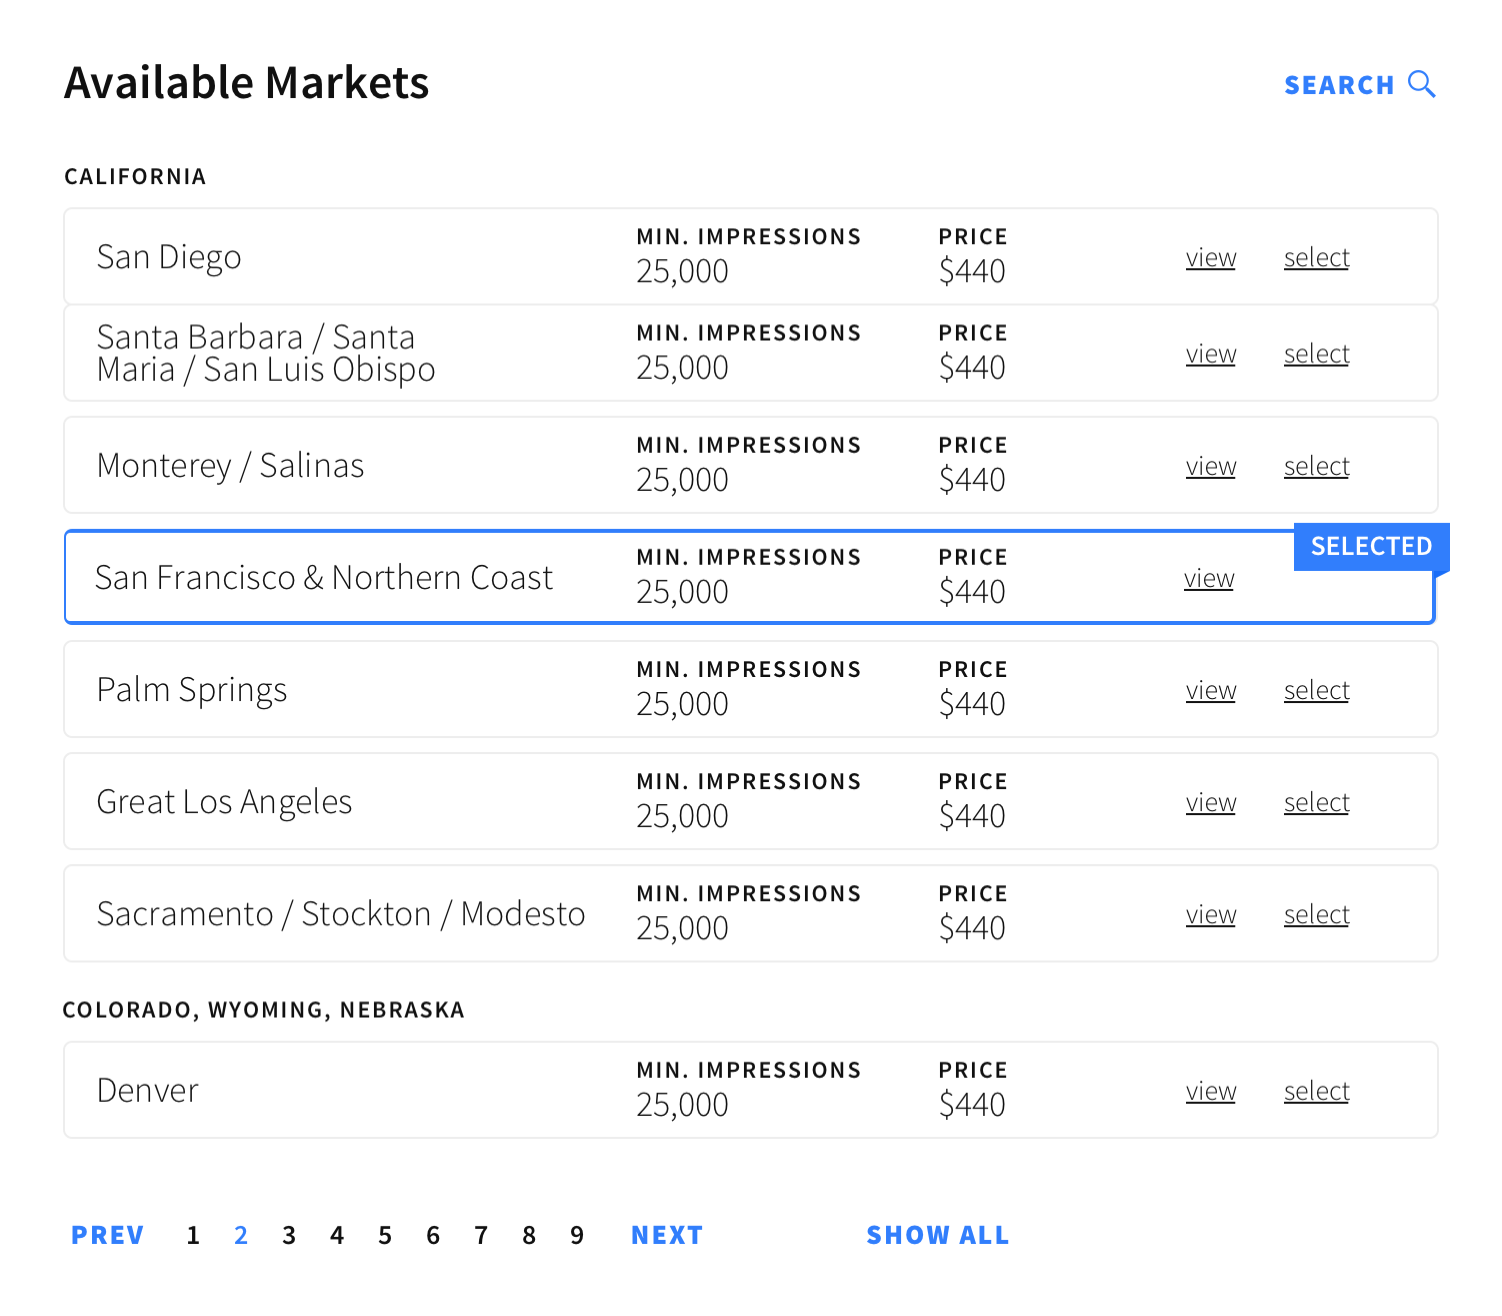 Available Markets
SEARCH
CALIFORNIA
San Diego
MIN. IMPRESSIONS
25,000
PRICE
$440
view
select
Santa Barbara / Santa
Maria / San Luis Obispo
MIN. IMPRESSIONS
25,000
PRICE
$440
view
select
Monterey / Salinas
MIN. IMPRESSIONS
25,000
PRICE
$440
view
select
San Francisco & Northern Coast
MIN. IMPRESSIONS
25,000
PRICE
$440
view
SELECTED
Palm Springs
MIN. IMPRESSIONS
25,000
PRICE
$440
view
select
Great Los Angeles
MIN. IMPRESSIONS
25,000
PRICE
$440
view
select
Sacramento / Stockton / Modesto
MIN. IMPRESSIONS
25,000
PRICE
$440
view
select
COLORADO, WYOMING, NEBRASKA
Denver
MIN. IMPRESSIONS
25,000
PRICE
$440
view
select
PREV 1 2 3 4 5 6 7 8 9 NEXT
SHOW ALL